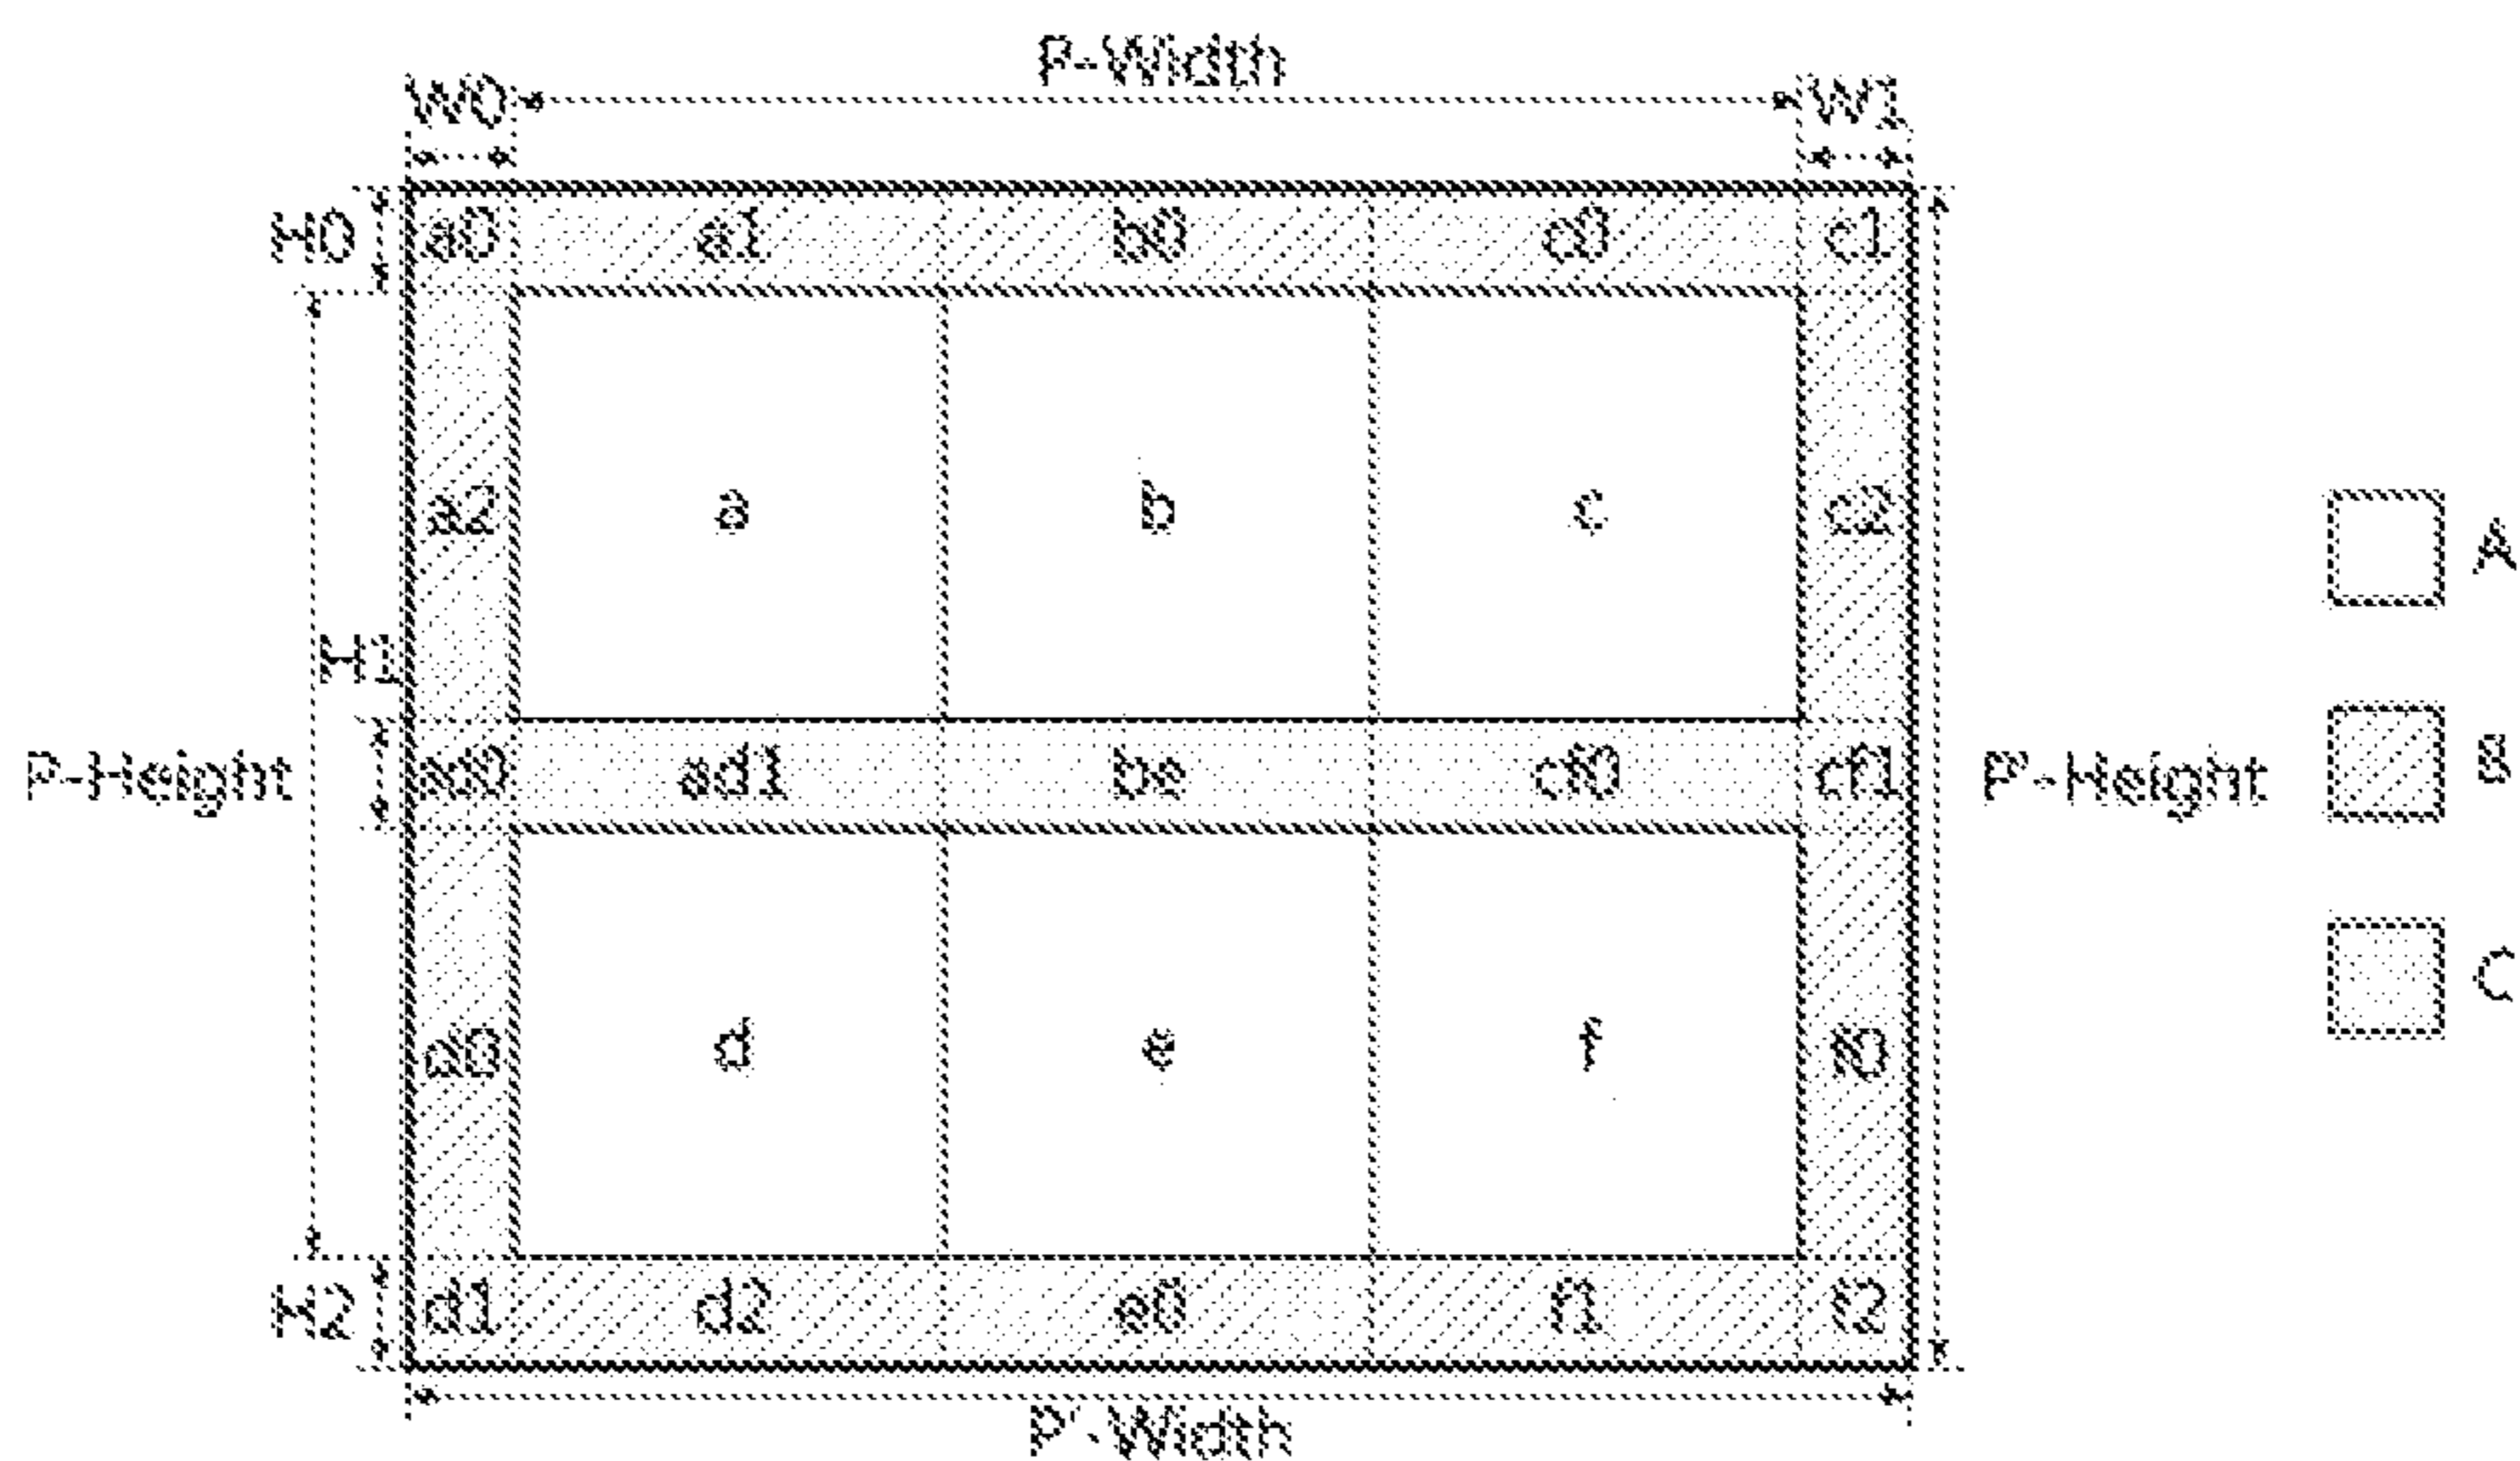 P-Width
W0 W1
H0 a0 a1 b0 c0 c1
a2 a b c c2 A
H1
P-Height ad0 ad1 be cf0 cf1 P'-Height B
d0 d e f f0 C
H2 d1 d2 e0 f1 f2
P'-Width